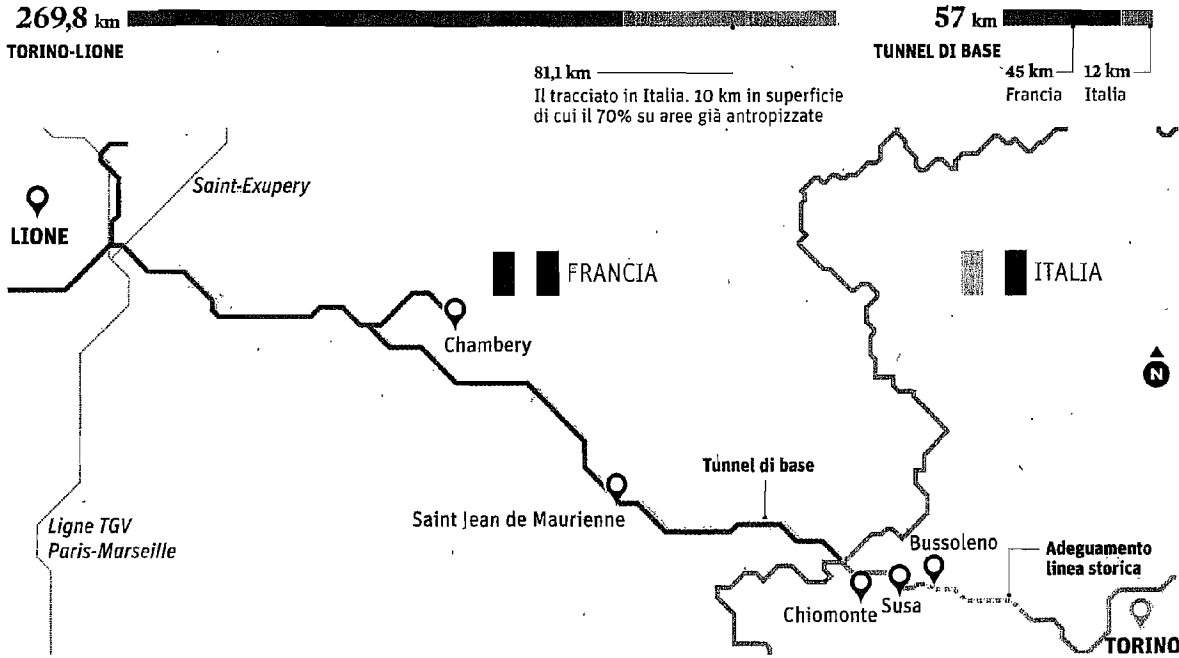 269,8 km
TORINO-LIONE
81,1 km
Il tracciato in Italia. 10 km in superficie
di cui il 70% su aree già antropizzate
57 km
TUNNEL DI BASE
45 km
Francia
12 km
Italia
Saint-Exupery
LIONE
FRANCIA
ITALIA
Chambery
N
Tunnel di base
Saint Jean de Maurienne
Ligne TGV
Paris-Marseille
Bussoleno
Adeguamento
linea storica
Chiomonte
Susa
TORINO